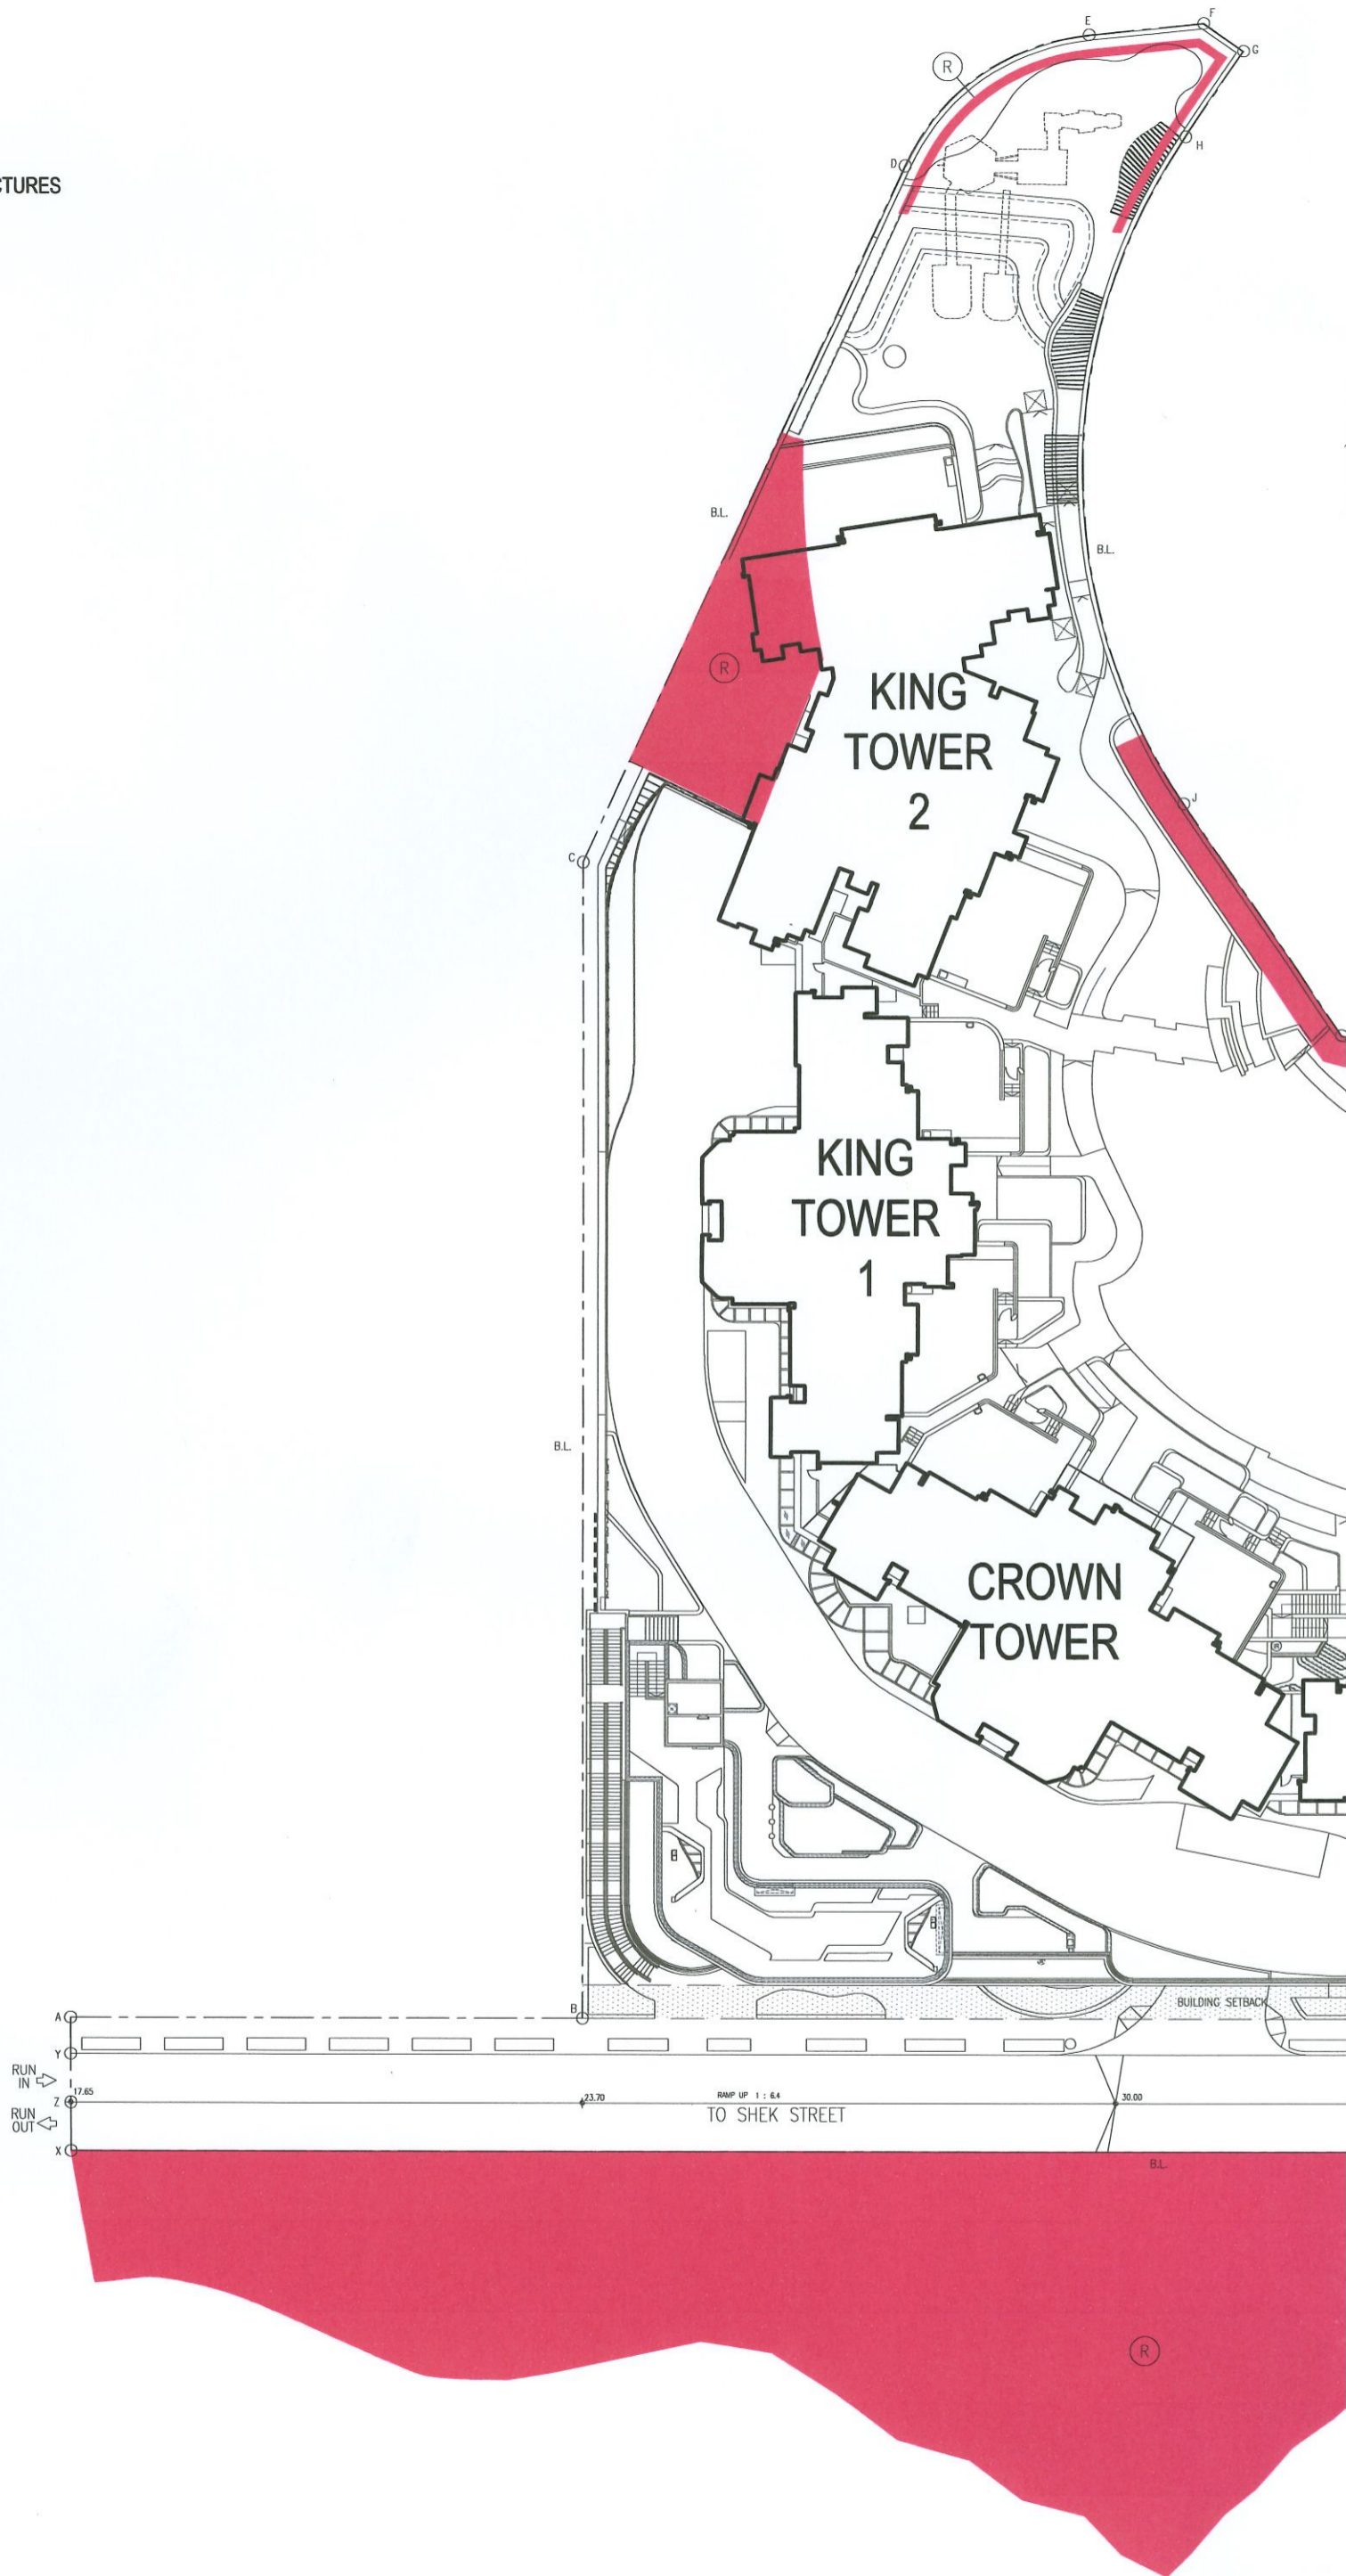 F
E
G
R
H
D
CTURES
B.L.
B.L.
R
KING
TOWER
2
J
C
KING
TOWER
1
B.L.
CROWN
TOWER
BUILDING SETBACK
A
B
Y
RUN
IN
17.65
Z
23.70
RAMP UP 1 : 6.4
30.00
RUN
OUT
TO SHEK STREET
X
B.L.
R